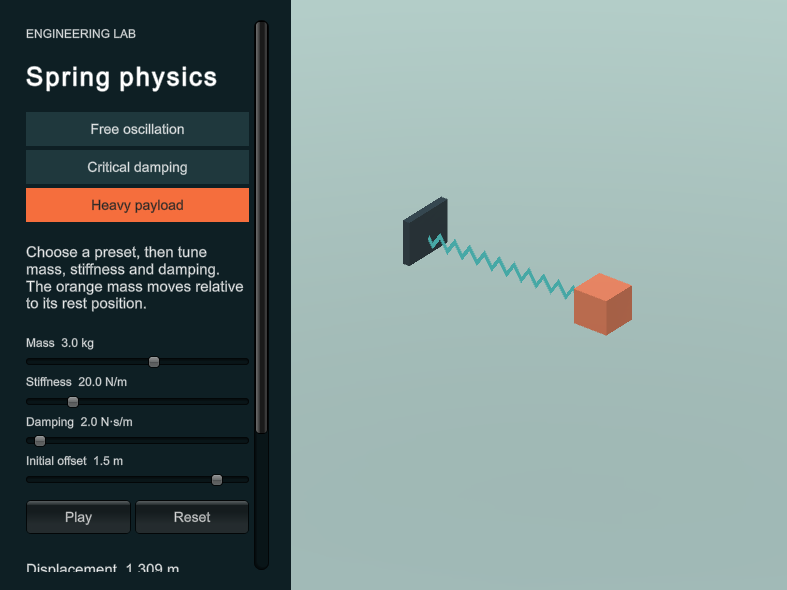 ENGINEERING LAB
Spring physics
Free oscillation
Critical damping
Heavy payload
Choose a preset, then tune
mass, stiffness and damping.
The orange mass moves relative
to its rest position.
Mass  3.0 kg
Stiffness  20.0 N/m
Damping  2.0 N·s/m
Initial offset  1.5 m
Play
Reset
Displacement  1.309 m